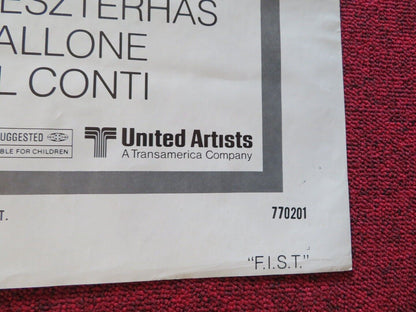 ESZTERHAS
ALLONE
L CONTI
UGGESTED
BLE FOR CHILDREN
United Artists
A Transamerica Company
T.
770201
"F.I.S.T."